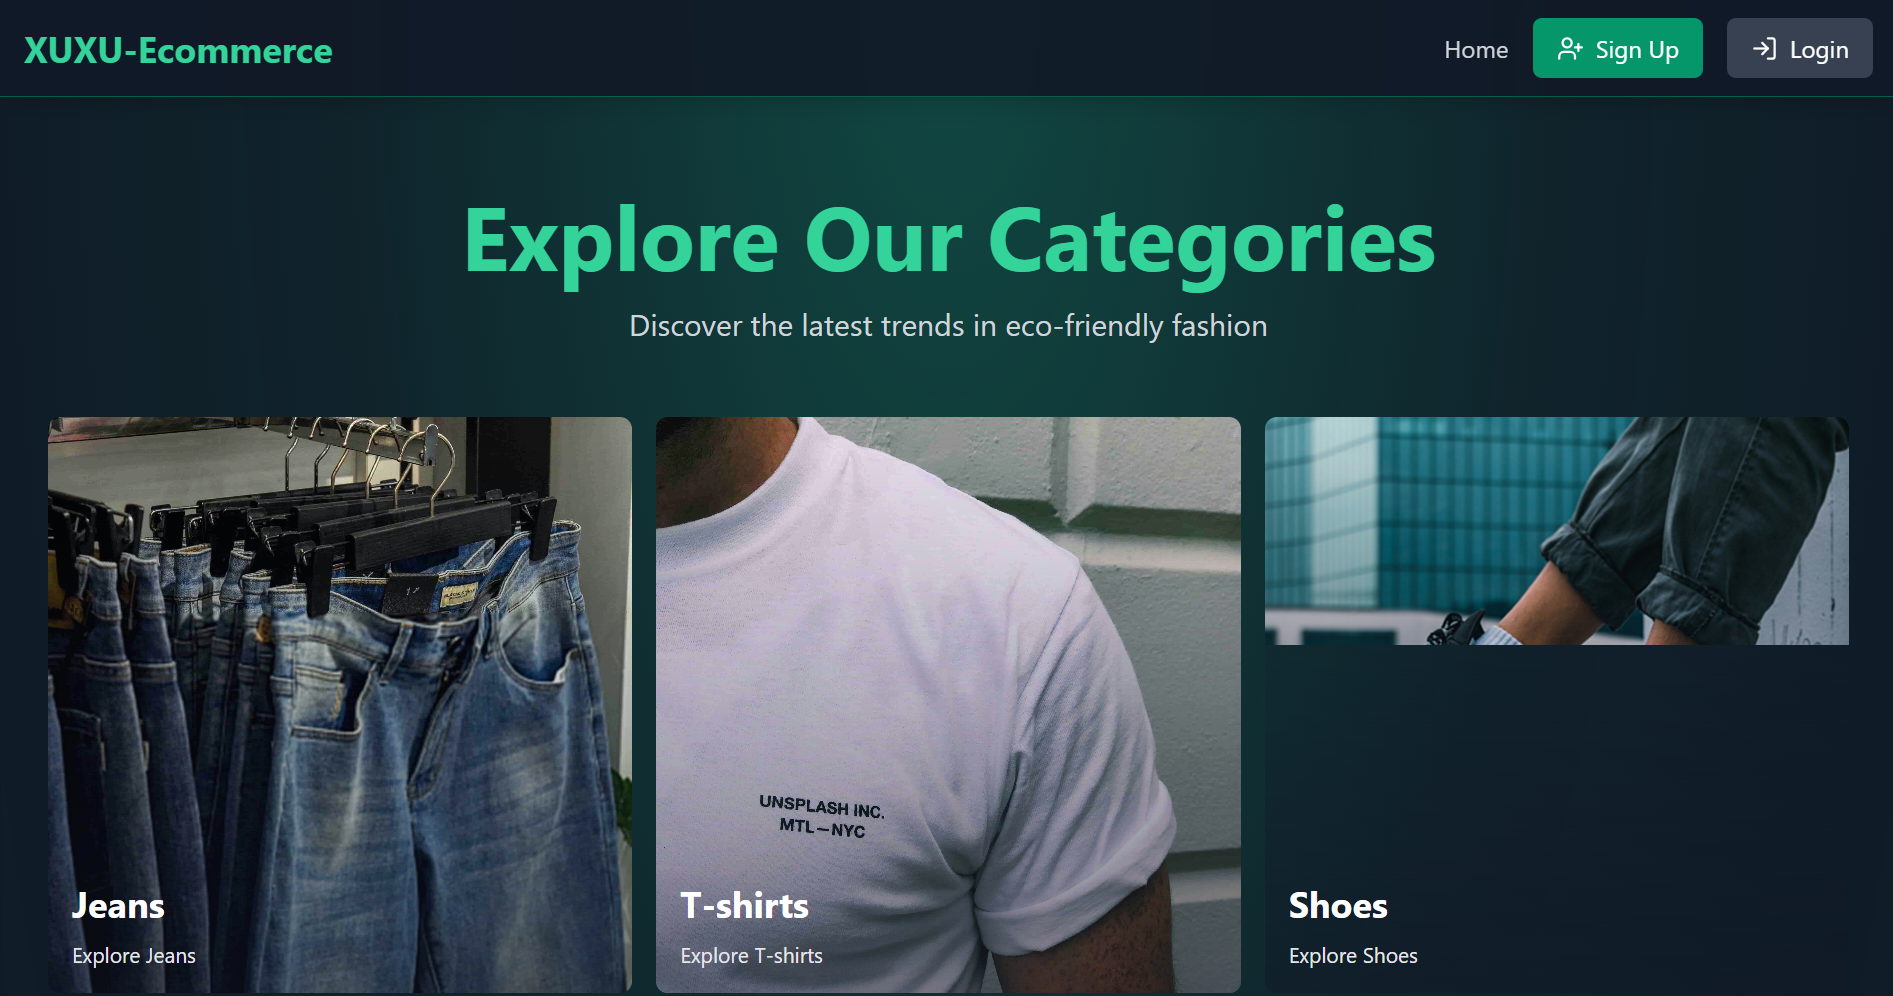 XUXU-Ecommerce
Home
Sign Up
Login
Explore Our Categories
Discover the latest trends in eco-friendly fashion
UNSPLASH INC.
MTL—NYC
Jeans
Explore Jeans
T-shirts
Explore T-shirts
Shoes
Explore Shoes